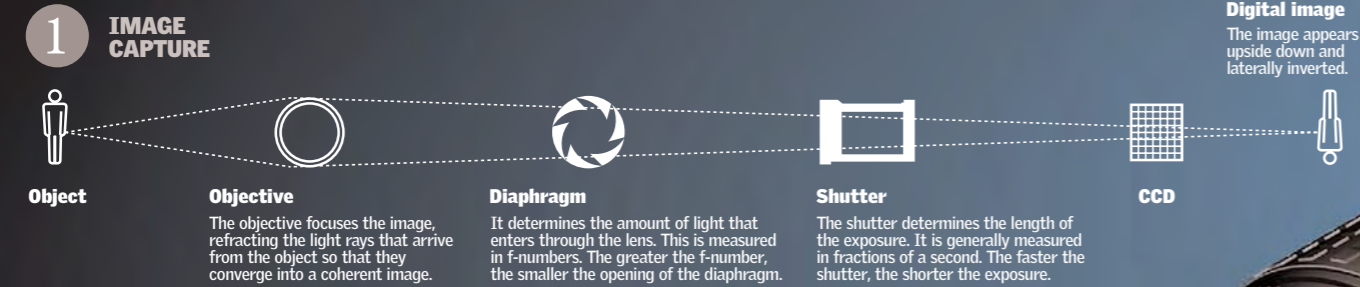 1
IMAGE
CAPTURE
Digital image
The image appears
upside down and
laterally inverted.
Object
Objective
The objective focuses the image,
refracting the light rays that arrive
from the object so that they
converge into a coherent image.
Diaphragm
It determines the amount of light that
enters through the lens. This is measured
in f-numbers. The greater the f-number,
the smaller the opening of the diaphragm.
Shutter
The shutter determines the length of
the exposure. It is generally measured
in fractions of a second. The faster the
shutter, the shorter the exposure.
CCD